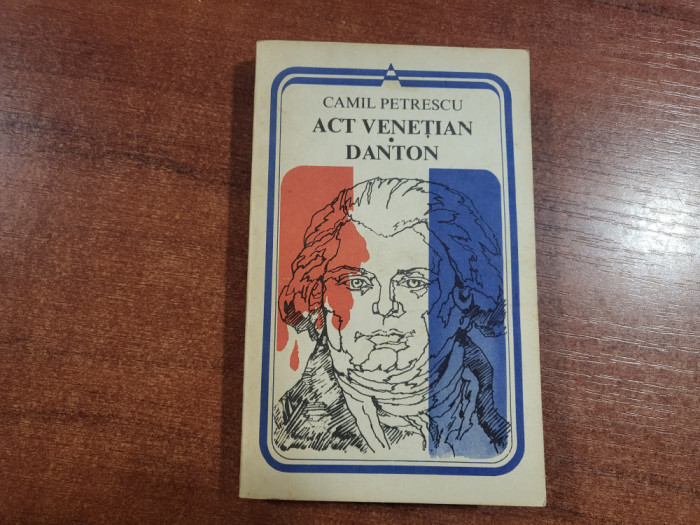 CAMIL PETRESCU
ACT VENEȚIAN
•
DANTON